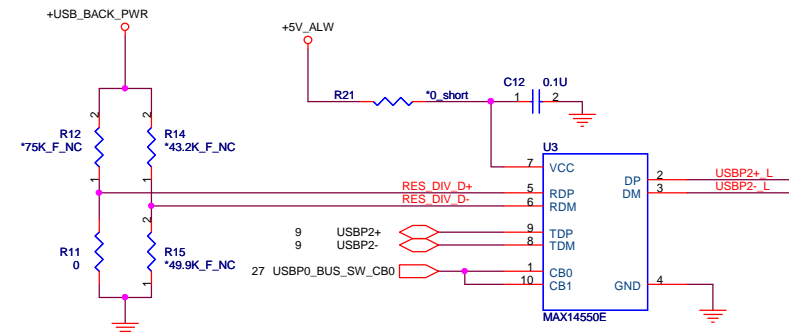 +USB_BACK_PWR
+5V_ALW
C12 0.1U
R21 *0_short 1 2
2 2 U3
R12 R14
*75K_F_NC *43.2K_F_NC
7 VCC
1 1 DP 2 USBP2+_L
RES_DIV_D+ 5 RDP DM 3 USBP2-_L
RES_DIV_D- 6 RDM
2
9 USBP2+ 9 TDP
R11 R15 9 USBP2- 8 TDM
0 *49.9K_F_NC
27 USBP0_BUS_SW_CB0 1 CB0
1 10 CB1 GND 4
MAX14550E